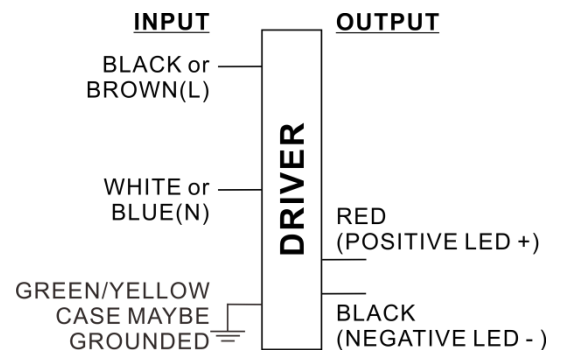 INPUT
OUTPUT
BLACK or
BROWN(L)
WHITE or
BLUE(N)
GREEN/YELLOW
CASE MAYBE
GROUNDED
DRIVER
RED
(POSITIVE LED +)
BLACK
(NEGATIVE LED - )